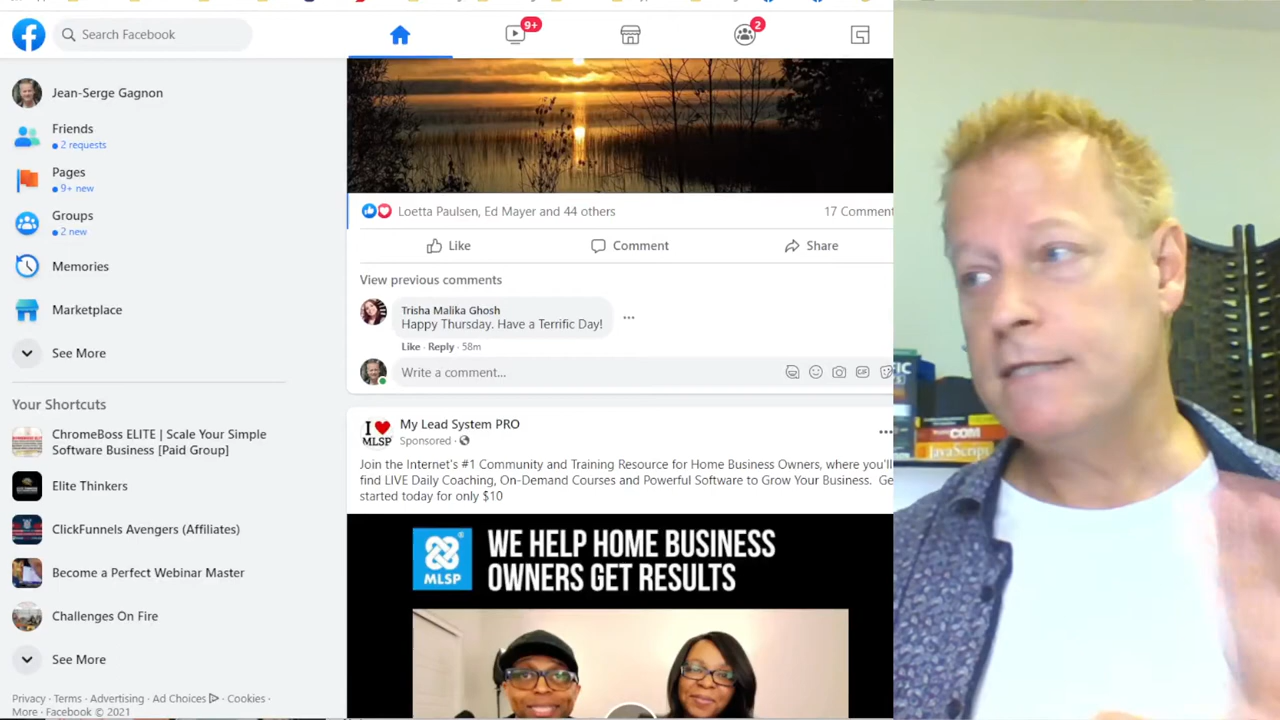 Search Facebook
9+
2
Jean-Serge Gagnon
Friends
2 requests
Pages
9+ new
Groups
2 new
Memories
Marketplace
See More
Your Shortcuts
ChromeBoss ELITE | Scale Your Simple
Software Business [Paid Group]
Elite Thinkers
ClickFunnels Avengers (Affiliates)
Become a Perfect Webinar Master
Challenges On Fire
See More
Privacy · Terms · Advertising · Ad Choices · Cookies ·
More · Facebook © 2021
Loetta Paulsen, Ed Mayer and 44 others
17 Comment
Like
Comment
Share
View previous comments
Trisha Malika Ghosh
Happy Thursday. Have a Terrific Day!
Like · Reply · 58m
Write a comment...
GIF
I ❤ MLSP
My Lead System PRO
Sponsored ·
Join the Internet's #1 Community and Training Resource for Home Business Owners, where you'll
find LIVE Daily Coaching, On-Demand Courses and Powerful Software to Grow Your Business. Ge
started today for only $10
MLSP
WE HELP HOME BUSINESS
OWNERS GET RESULTS
COM
JavaScript